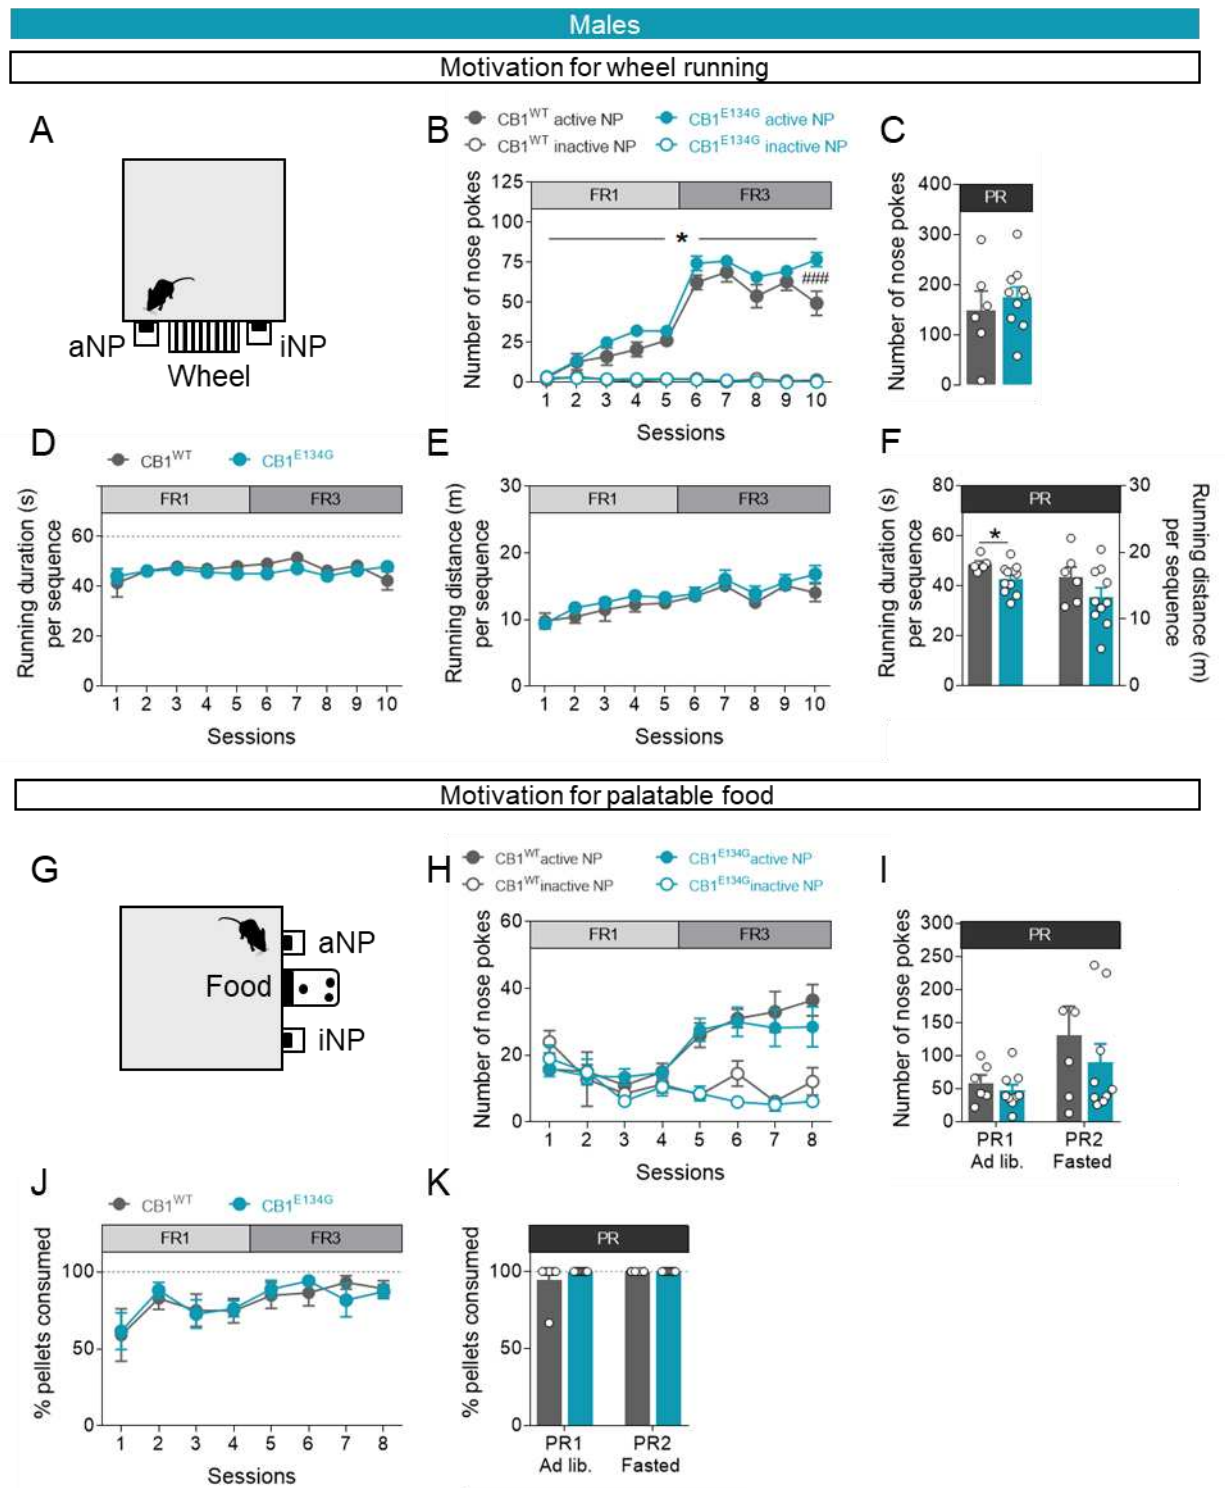 Males
Motivation for wheel running
A
aNP
iNP
Wheel
B
CB1WT active NP
CB1E134G active NP
CB1WT inactive NP
CB1E134G inactive NP
Number of nose pokes
125
100
75
50
25
0
FR1
FR3
*
###
1 2 3 4 5 6 7 8 9 10
Sessions
C
Number of nose pokes
400
300
200
100
0
PR
D
CB1WT
CB1E134G
Running duration (s)
per sequence
60
40
20
0
FR1
FR3
1 2 3 4 5 6 7 8 9 10
Sessions
E
Running distance (m)
per sequence
30
20
10
0
FR1
FR3
1 2 3 4 5 6 7 8 9 10
Sessions
F
Running duration (s)
per sequence
80
60
40
20
0
PR
*
30
20
10
0
Running distance (m)
per sequence
Motivation for palatable food
G
aNP
Food
iNP
H
CB1WT active NP
CB1E134G active NP
CB1WT inactive NP
CB1E134G inactive NP
Number of nose pokes
60
40
20
0
FR1
FR3
1 2 3 4 5 6 7 8
Sessions
I
Number of nose pokes
300
250
200
150
100
50
0
PR
PR1
Ad lib.
PR2
Fasted
J
CB1WT
CB1E134G
% pellets consumed
100
50
0
FR1
FR3
1 2 3 4 5 6 7 8
Sessions
K
% pellets consumed
100
50
0
PR
PR1
Ad lib.
PR2
Fasted